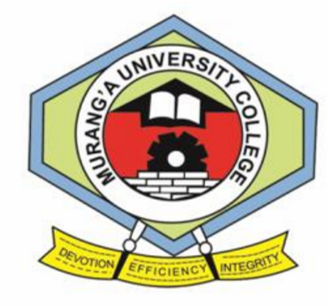 MURANG'A UNIVERSITY COLLEGE
DEVOTION EFFICIENCY INTEGRITY